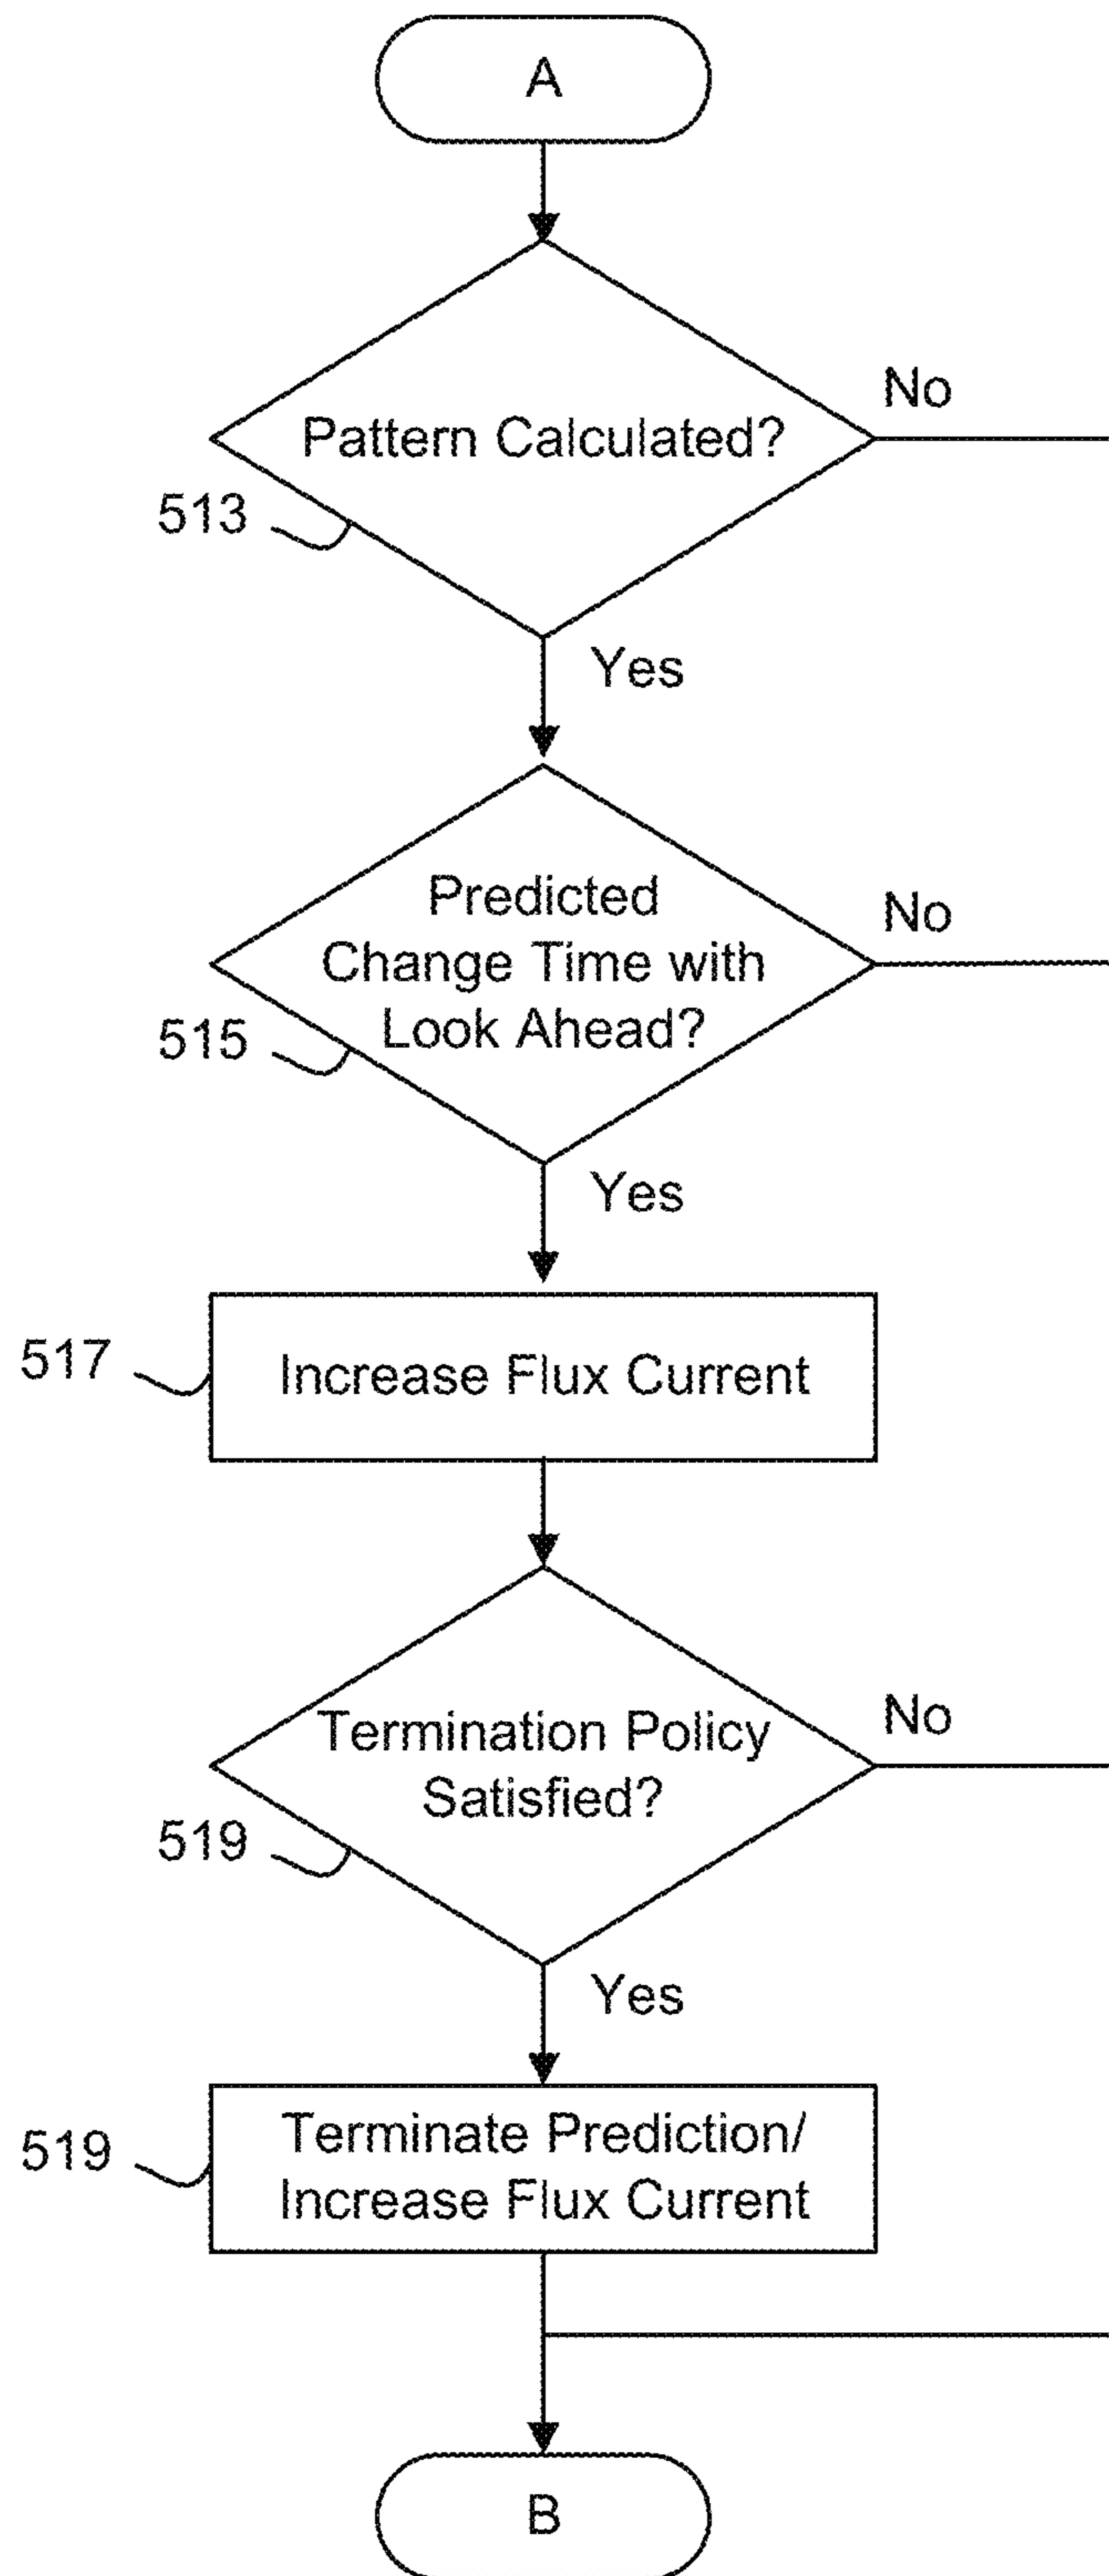 A
Pattern Calculated?
No
513
Yes
Predicted
Change Time with
Look Ahead?
No
515
Yes
517
Increase Flux Current
Termination Policy
Satisfied?
No
519
Yes
519
Terminate Prediction/
Increase Flux Current
B